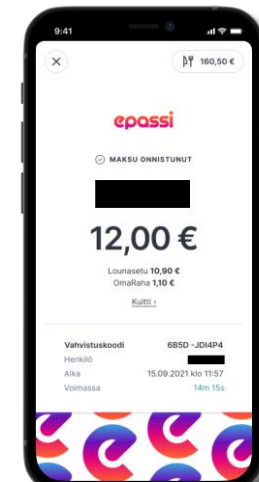 9:41
160,50 €
epassi
MAKSU ONNISTUNUT
12,00 €
Lounasetu 10,90 €
OmaRaha 1,10 €
Kuitti ›
Vahvistuskoodi 6B5D -JDI4P4
Henkilö
Aika 15.09.2021 klo 11:57
Voimassa 14m 15s